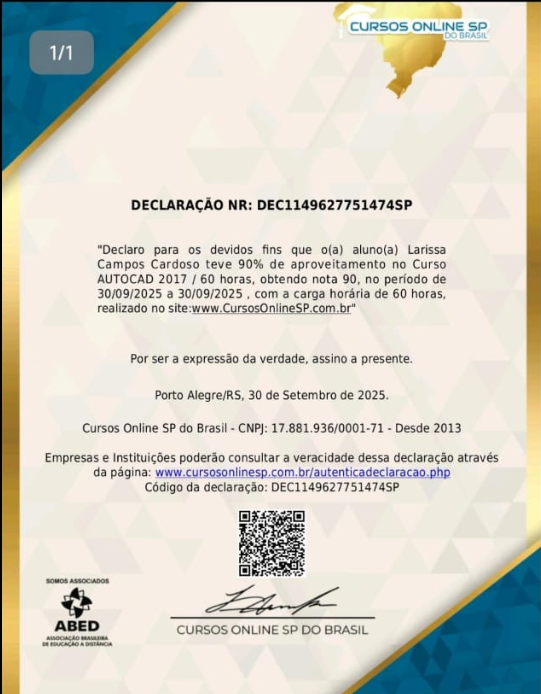 1/1
CURSOS ONLINE SP
DO BRASIL
DECLARAÇÃO NR: DEC1149627751474SP
"Declaro para os devidos fins que o(a) aluno(a) Larissa
Campos Cardoso teve 90% de aproveitamento no Curso
AUTOCAD 2017 / 60 horas, obtendo nota 90, no período de
30/09/2025 a 30/09/2025 , com a carga horária de 60 horas,
realizado no site:www.CursosOnlineSP.com.br"
Por ser a expressão da verdade, assino a presente.
Porto Alegre/RS, 30 de Setembro de 2025.
Cursos Online SP do Brasil - CNPJ: 17.881.936/0001-71 - Desde 2013
Empresas e Instituições poderão consultar a veracidade dessa declaração através
da página: www.cursosonlinesp.com.br/autenticadeclaracao.php
Código da declaração: DEC1149627751474SP
SOMOS ASSOCIADOS
ABED
ASSOCIAÇÃO BRASILEIRA
DE EDUCAÇÃO A DISTÂNCIA
CURSOS ONLINE SP DO BRASIL